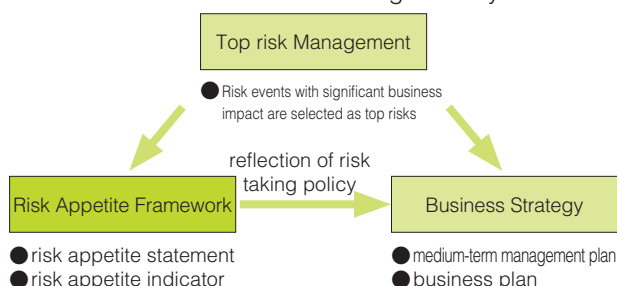 Top risk Management
●Risk events with significant business
impact are selected as top risks
reflection of risk
taking policy
Risk Appetite Framework
Business Strategy
●risk appetite statement
●risk appetite indicator
●medium-term management plan
●business plan